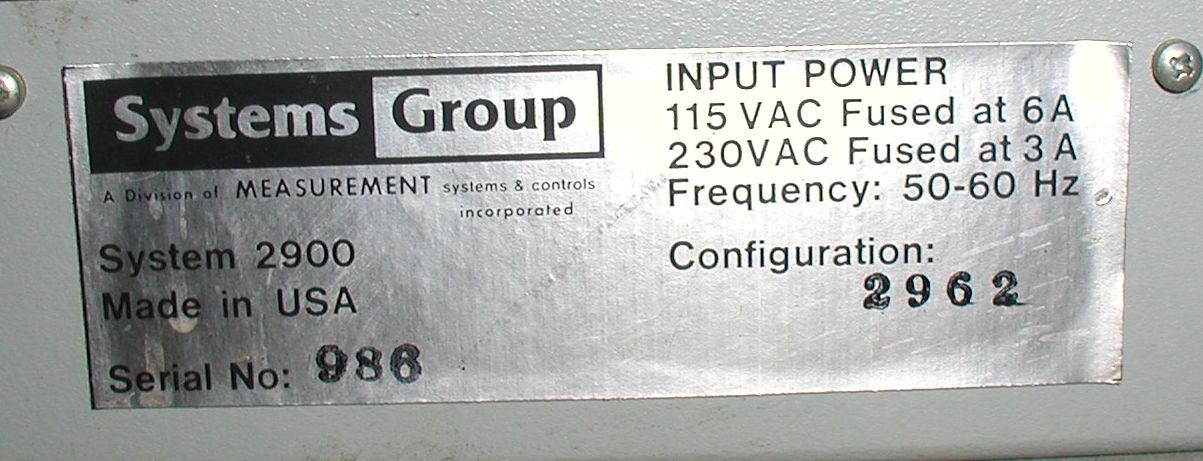 Systems Group
A Division of MEASUREMENT systems & controls
incorporated
System 2900
Made in USA
Serial No: 986
INPUT POWER
115 VAC Fused at 6A
230VAC Fused at 3A
Frequency: 50-60 Hz
Configuration:
2962